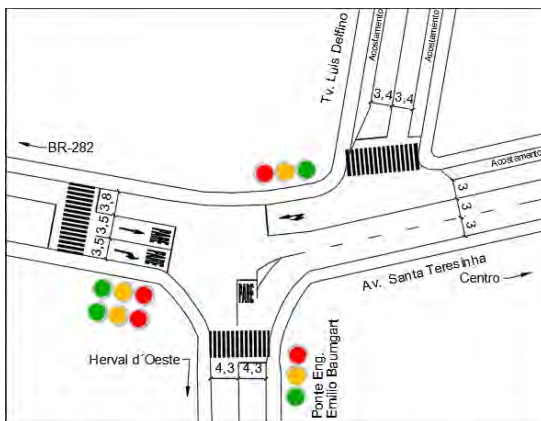 Tv. Luis Delfino
Acostamento
Acostamento
3,4 3,4
BR-282
Acostamento
3,8
3,5
3,5
PARE
PARE
3
3
3
PARE
Av. Santa Teresinha
Centro
Herval d´Oeste
4,3 4,3
Ponte Eng.
Emilio Baumgart